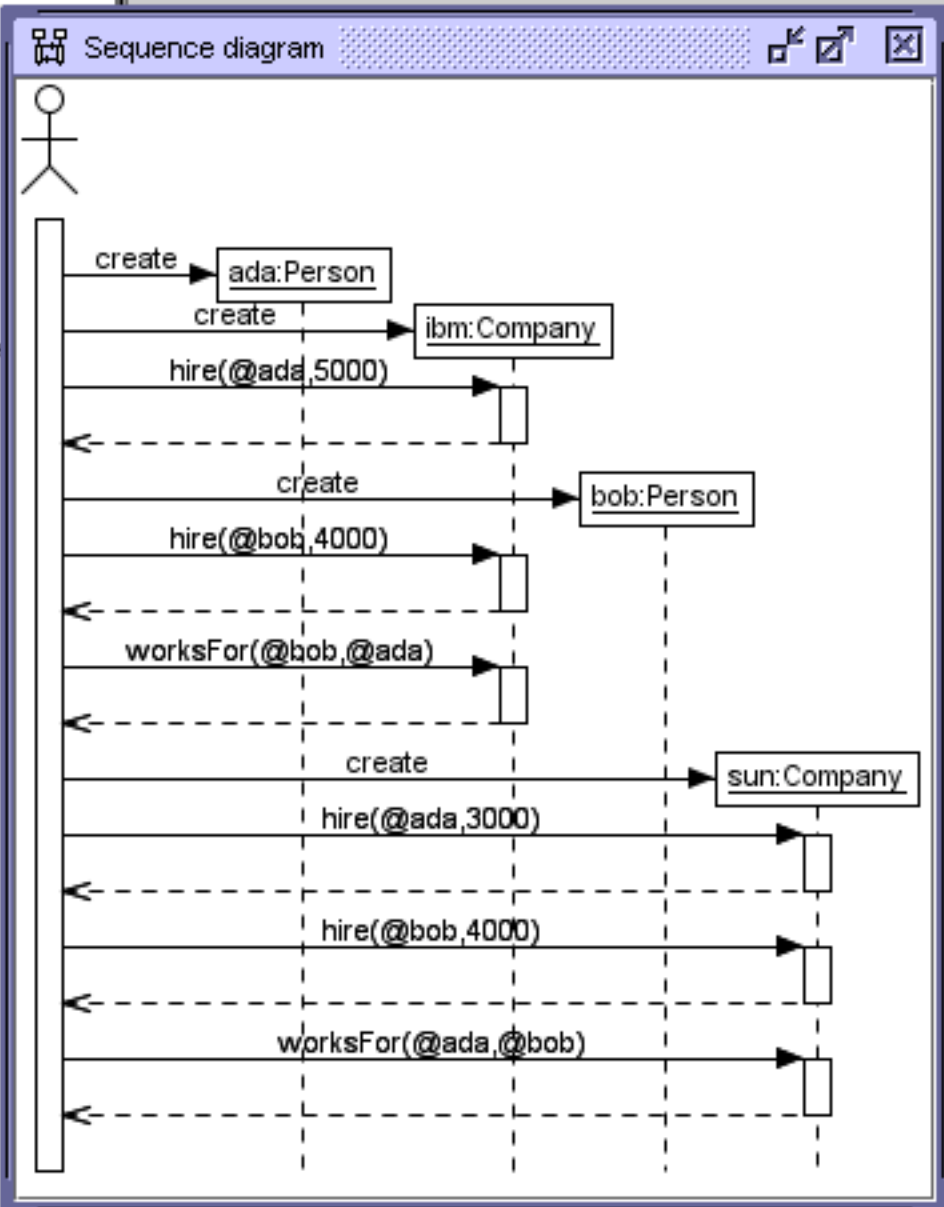 Sequence diagram
create
ada:Person
create
ibm:Company
hire(@ada,5000)
create
bob:Person
hire(@bob,4000)
worksFor(@bob,@ada)
create
sun:Company
hire(@ada,3000)
hire(@bob,4000)
worksFor(@ada,@bob)